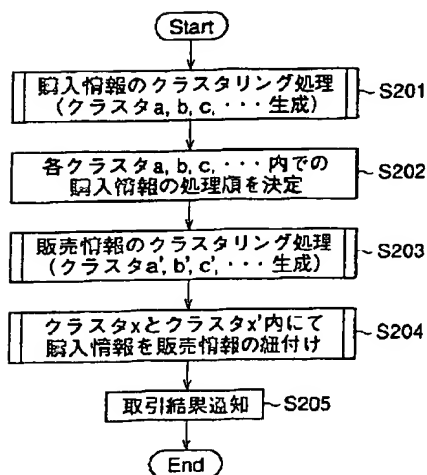 Start
購入情報のクラスタリング処理
(クラスタa, b, c, ・・・生成)
S201
各クラスタa, b, c, ・・・内での
購入情報の処理順を決定
S202
販売情報のクラスタリング処理
(クラスタa', b', c', ・・・生成)
S203
クラスタxとクラスタx'内にて
購入情報を販売情報の紐付け
S204
取引結果通知
S205
End